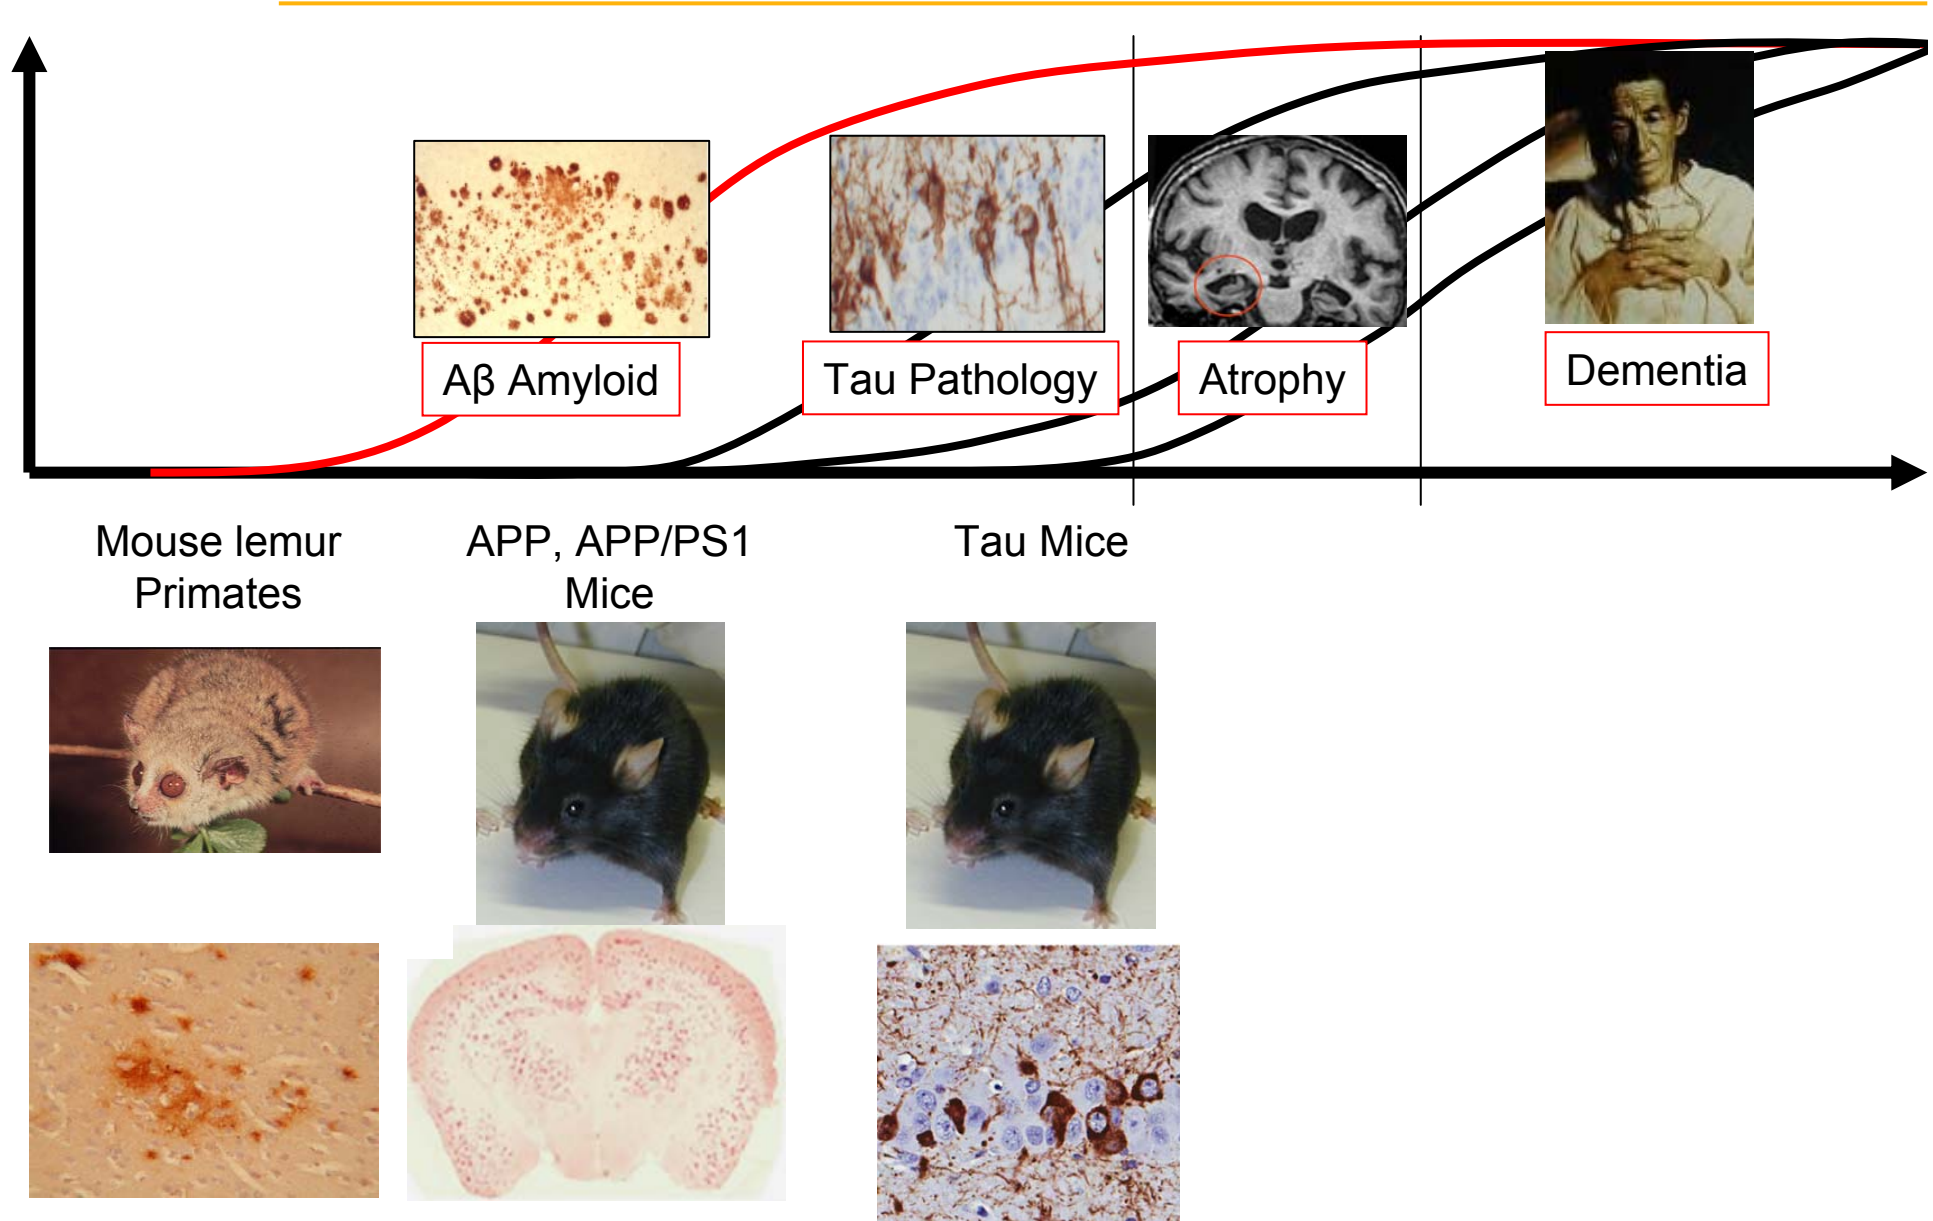 Aβ Amyloid
Tau Pathology
Atrophy
Dementia
Mouse lemur
Primates
APP, APP/PS1
Mice
Tau Mice